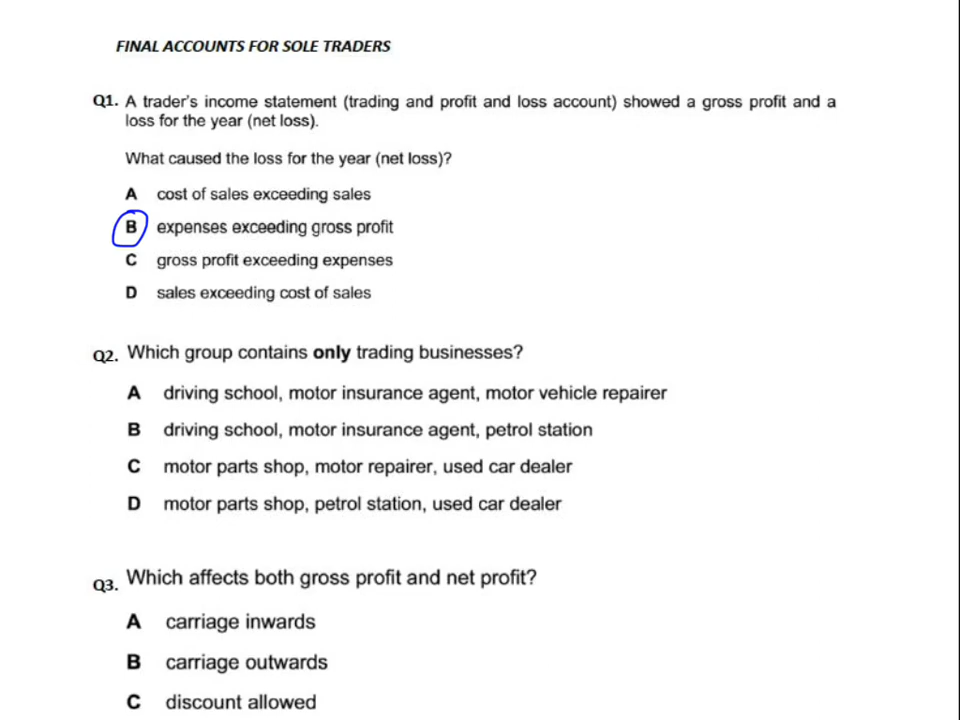 FINAL ACCOUNTS FOR SOLE TRADERS
Q1. A trader's income statement (trading and profit and loss account) showed a gross profit and a
loss for the year (net loss).
What caused the loss for the year (net loss)?
A cost of sales exceeding sales
B expenses exceeding gross profit
C gross profit exceeding expenses
D sales exceeding cost of sales
Q2. Which group contains only trading businesses?
A driving school, motor insurance agent, motor vehicle repairer
B driving school, motor insurance agent, petrol station
C motor parts shop, motor repairer, used car dealer
D motor parts shop, petrol station, used car dealer
Q3. Which affects both gross profit and net profit?
A carriage inwards
B carriage outwards
C discount allowed